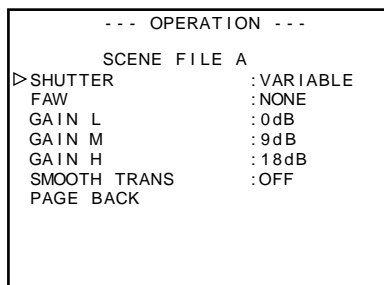 --- OPERATION ---
SCENE FILE A
▷SHUTTER :VARIABLE
FAW :NONE
GAIN L :0dB
GAIN M :9dB
GAIN H :18dB
SMOOTH TRANS :OFF
PAGE BACK